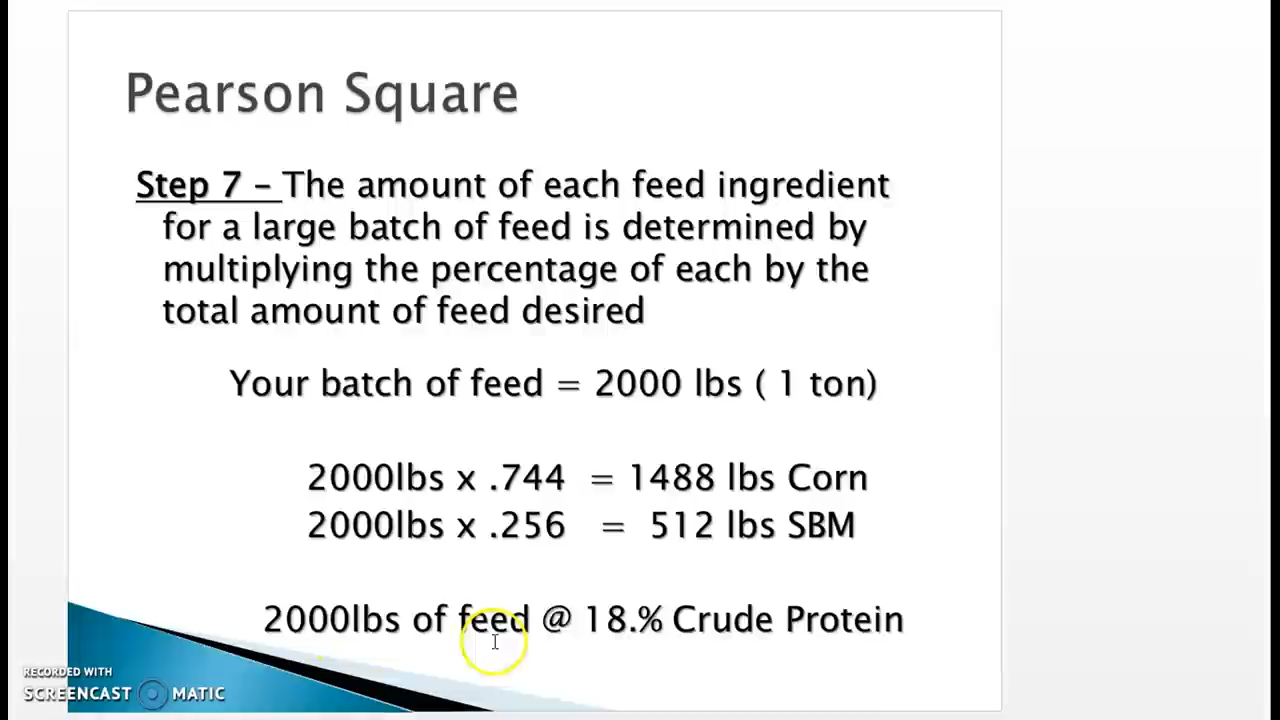 Pearson Square
Step 7 – The amount of each feed ingredient
for a large batch of feed is determined by
multiplying the percentage of each by the
total amount of feed desired
Your batch of feed = 2000 lbs ( 1 ton)
2000lbs x .744 = 1488 lbs Corn
2000lbs x .256 = 512 lbs SBM
2000lbs of feed @ 18.% Crude Protein
RECORDED WITH
SCREENCAST MATIC